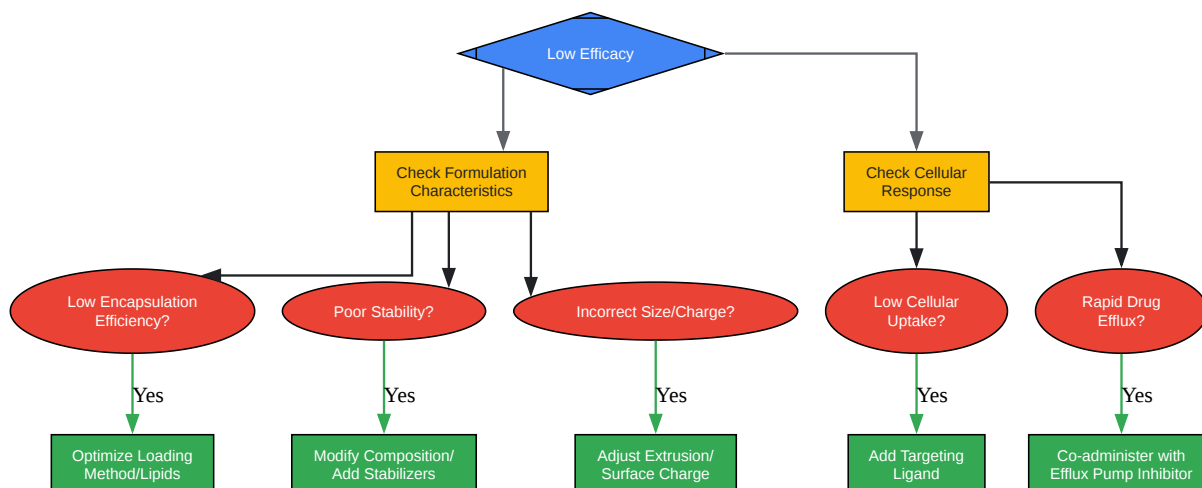 Low Efficacy
Check Formulation
Characteristics
Check Cellular
Response
Low Encapsulation
Efficiency?
Poor Stability?
Incorrect Size/Charge?
Low Cellular
Uptake?
Rapid Drug
Efflux?
Yes
Yes
Yes
Yes
Yes
Optimize Loading
Method/Lipids
Modify Composition/
Add Stabilizers
Adjust Extrusion/
Surface Charge
Add Targeting
Ligand
Co-administer with
Efflux Pump Inhibitor